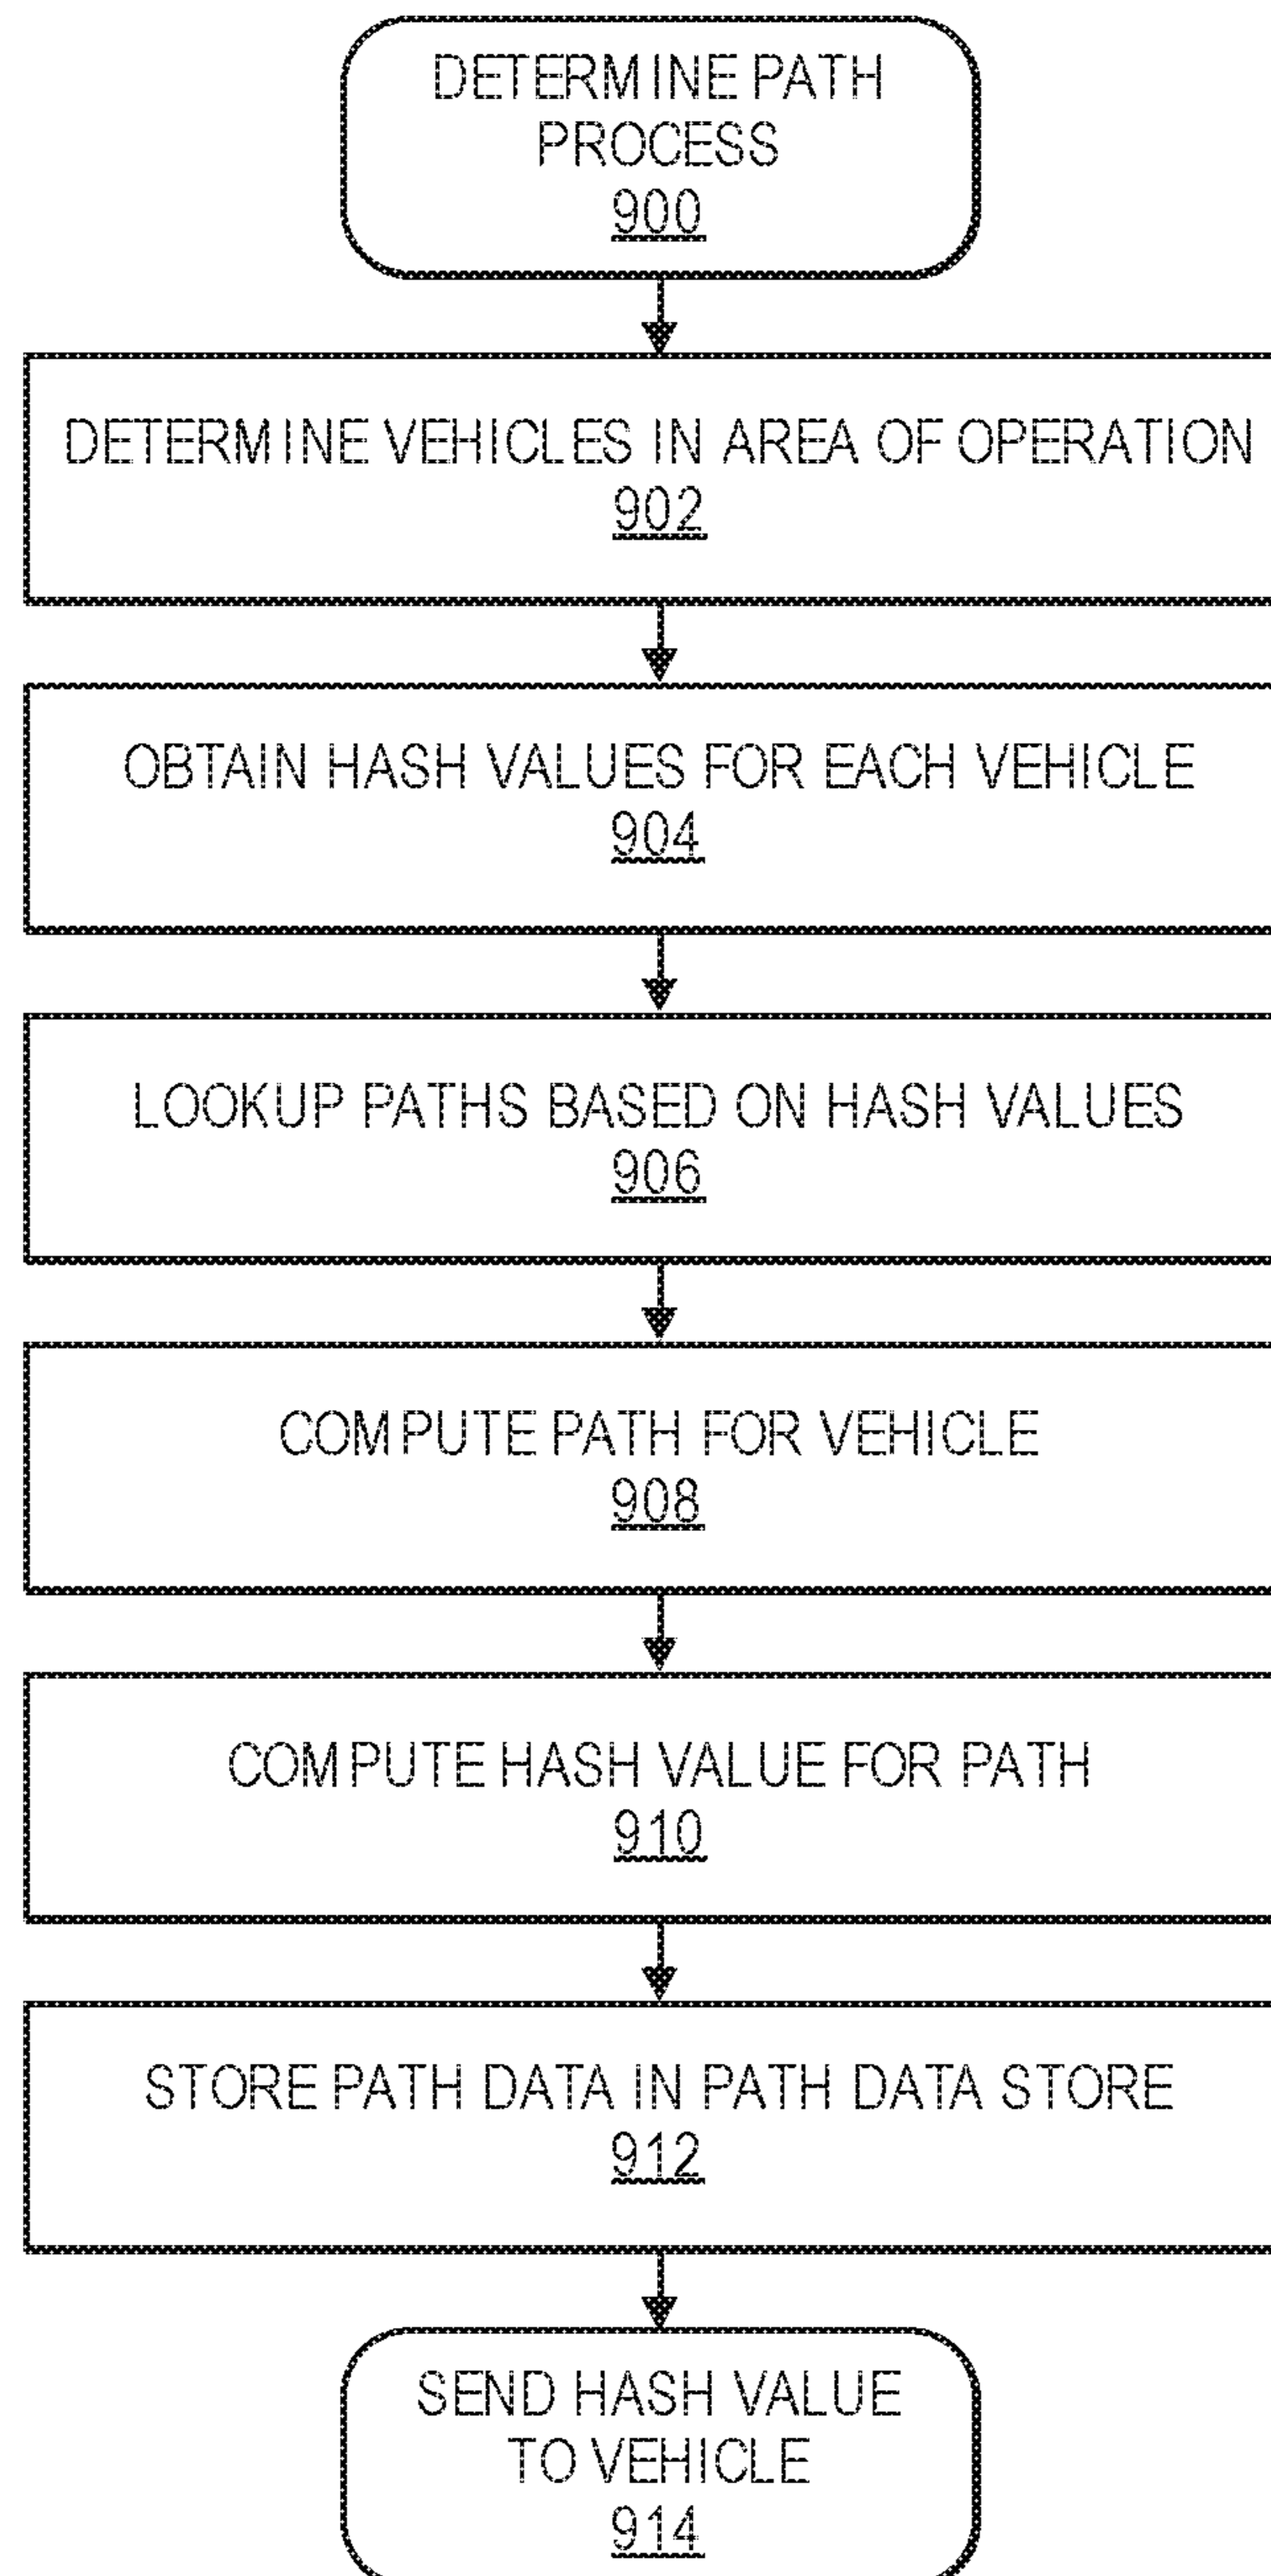 DETERMINE PATH
PROCESS
900
DETERMINE VEHICLES IN AREA OF OPERATION
902
OBTAIN HASH VALUES FOR EACH VEHICLE
904
LOOKUP PATHS BASED ON HASH VALUES
906
COMPUTE PATH FOR VEHICLE
908
COMPUTE HASH VALUE FOR PATH
910
STORE PATH DATA IN PATH DATA STORE
912
SEND HASH VALUE
TO VEHICLE
914